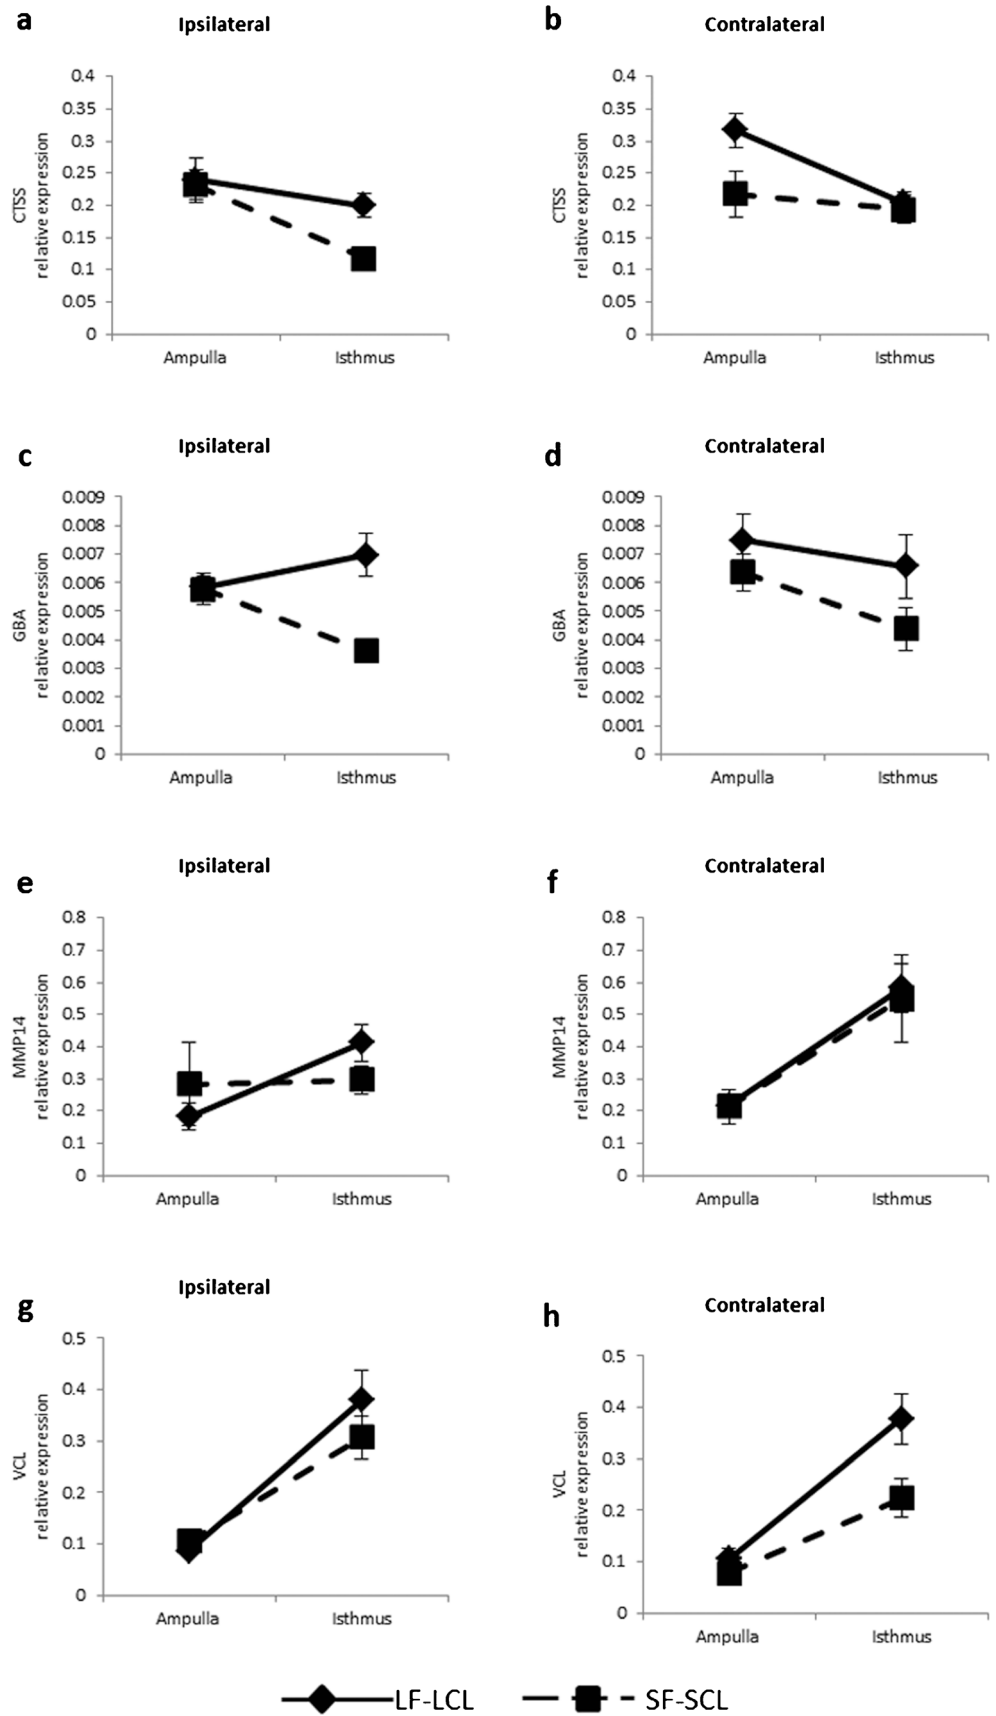 a
Ipsilateral
CTSS
relative expression
0.4
0.35
0.3
0.25
0.2
0.15
0.1
0.05
0
Ampulla
Isthmus
b
Contralateral
CTSS
relative expression
0.4
0.35
0.3
0.25
0.2
0.15
0.1
0.05
0
Ampulla
Isthmus
c
Ipsilateral
GBA
relative expression
0.009
0.008
0.007
0.006
0.005
0.004
0.003
0.002
0.001
0
Ampulla
Isthmus
d
Contralateral
GBA
relative expression
0.009
0.008
0.007
0.006
0.005
0.004
0.003
0.002
0.001
0
Ampulla
Isthmus
e
Ipsilateral
MMP14
relative expression
0.8
0.7
0.6
0.5
0.4
0.3
0.2
0.1
0
Ampulla
Isthmus
f
Contralateral
MMP14
relative expression
0.8
0.7
0.6
0.5
0.4
0.3
0.2
0.1
0
Ampulla
Isthmus
g
Ipsilateral
VCL
relative expression
0.5
0.4
0.3
0.2
0.1
0
Ampulla
Isthmus
h
Contralateral
VCL
relative expression
0.5
0.4
0.3
0.2
0.1
0
Ampulla
Isthmus
LF-LCL
SF-SCL